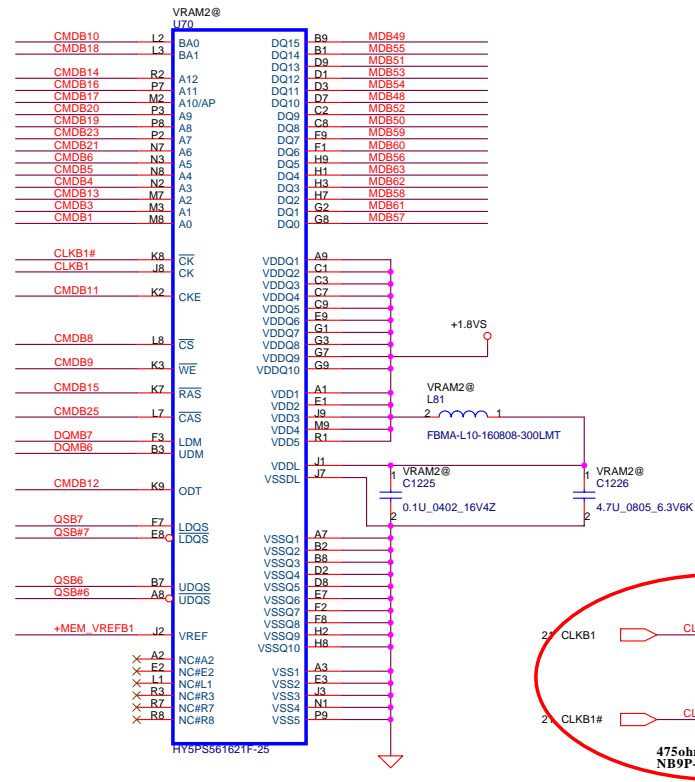 VRAM2@
U70
CMDB10 L2 BA0 DQ15 B9 MDB49
CMDB18 L3 BA1 DQ14 B1 MDB55
DQ13 D9 MDB51
CMDB14 R2 A12 DQ12 D1 MDB53
CMDB16 P7 A11 DQ11 D3 MDB54
CMDB17 M2 A10/AP DQ10 D7 MDB48
CMDB20 P3 A9 DQ9 C2 MDB52
CMDB19 P8 A8 DQ8 C8 MDB50
CMDB23 P2 A7 DQ7 F9 MDB59
CMDB21 N7 A6 DQ6 F1 MDB60
CMDB6 N3 A5 DQ5 H9 MDB56
CMDB5 N8 A4 DQ4 H1 MDB63
CMDB4 N2 A3 DQ3 H3 MDB62
CMDB13 M7 A2 DQ2 H7 MDB58
CMDB3 M3 A1 DQ1 G2 MDB61
CMDB1 M8 A0 DQ0 G8 MDB57
CLKB1# K8 CK VDDQ1 A9
CLKB1 J8 CK VDDQ2 C1
VDDQ3 C3
CMDB11 K2 CKE VDDQ4 C7
VDDQ5 C9
VDDQ6 E9
VDDQ7 G1
+1.8VS
CMDB8 L8 CS VDDQ8 G3
VDDQ9 G7
CMDB9 K3 WE VDDQ10 G9
CMDB15 K7 RAS VDD1 A1
VDD2 E1
VRAM2@
L81
CMDB25 L7 CAS VDD3 J9 2 1
VDD4 M9
DQMB7 F3 LDM VDD5 R1
FBMA-L10-160808-300LMT
DQMB6 B3 UDM
VDDL J1
VSSDL J7
1 VRAM2@ C1225 0.1U_0402_16V4Z 2
1 VRAM2@ C1226 4.7U_0805_6.3V6K 2
CMDB12 K9 ODT
QSB7 F7 LDQS VSSQ1 A7
QSB#7 E8 LDQS VSSQ2 B2
VSSQ3 B8
VSSQ4 D2
QSB6 B7 UDQS VSSQ5 D8
QSB#6 A8 UDQS VSSQ6 E7
VSSQ7 F2
VSSQ8 F8
+MEM_VREFB1 J2 VREF VSSQ9 H2
VSSQ10 H8
A2 NC#A2
E2 NC#E2 VSS1 A3
L1 NC#L1 VSS2 E3
R3 NC#R3 VSS3 J3
R7 NC#R7 VSS4 N1
R8 NC#R8 VSS5 P9
HY5PS561621F-25
CLKB1
CLKB1#
475ohm
NB9P-